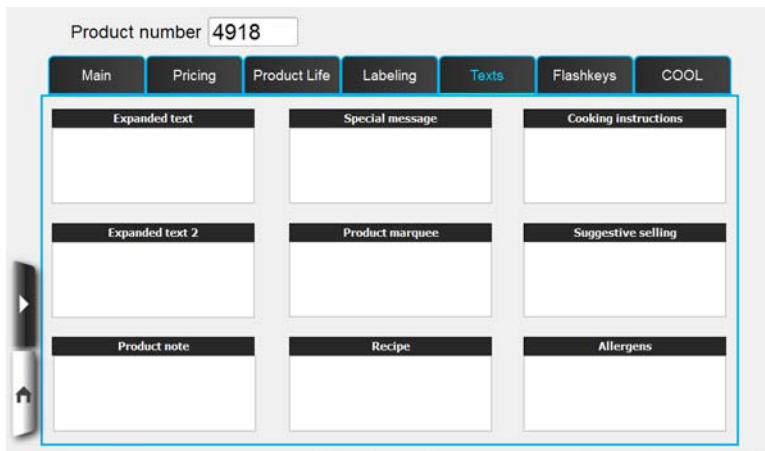 Product number 4918
Main Pricing Product Life Labeling Texts Flashkeys COOL
Expanded text Special message Cooking instructions
Expanded text 2 Product marquee Suggestive selling
Product note Recipe Allergens